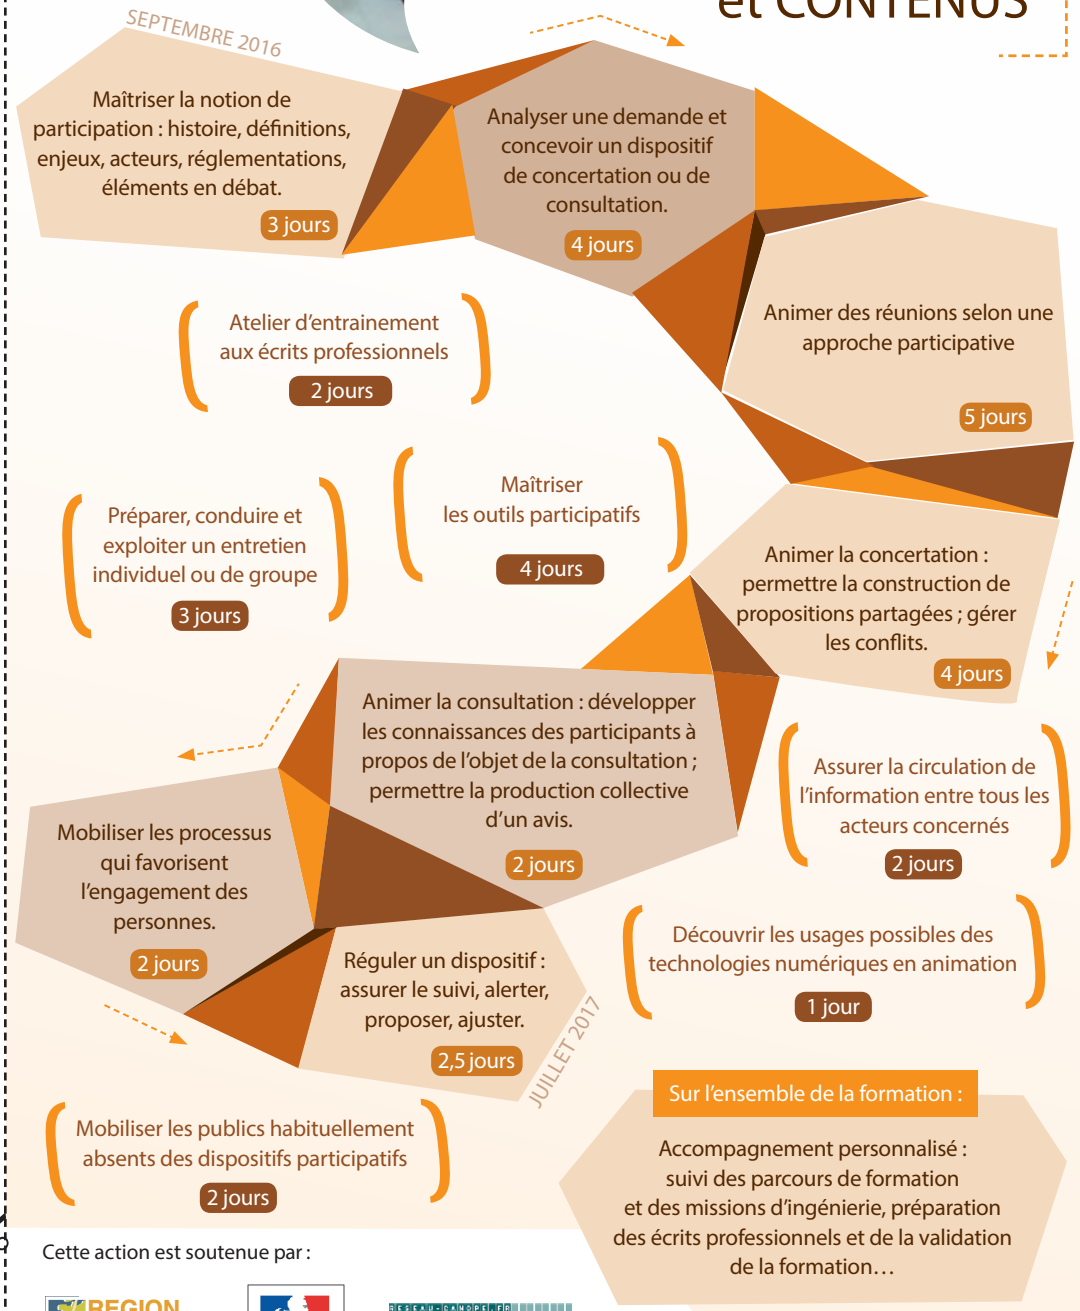 et CONTENUS
SEPTEMBRE 2016
Maîtriser la notion de
participation : histoire, définitions,
enjeux, acteurs, réglementations,
éléments en débat.
3 jours
Analyser une demande et
concevoir un dispositif
de concertation ou de
consultation.
4 jours
Animer des réunions selon une
approche participative
5 jours
Atelier d'entrainement
aux écrits professionnels
2 jours
Maîtriser
les outils participatifs
4 jours
Préparer, conduire et
exploiter un entretien
individuel ou de groupe
3 jours
Animer la concertation :
permettre la construction de
propositions partagées ; gérer
les conflits.
4 jours
Animer la consultation : développer
les connaissances des participants à
propos de l'objet de la consultation ;
permettre la production collective
d'un avis.
2 jours
Assurer la circulation de
l'information entre tous les
acteurs concernés
2 jours
Mobiliser les processus
qui favorisent
l'engagement des
personnes.
2 jours
Découvrir les usages possibles des
technologies numériques en animation
1 jour
Réguler un dispositif :
assurer le suivi, alerter,
proposer, ajuster.
2,5 jours
JUILLET 2017
Mobiliser les publics habituellement
absents des dispositifs participatifs
2 jours
Sur l'ensemble de la formation :
Accompagnement personnalisé :
suivi des parcours de formation
et des missions d'ingénierie, préparation
des écrits professionnels et de la validation
de la formation…
Cette action est soutenue par :
REGION
RESEAU-CANOPE.FR